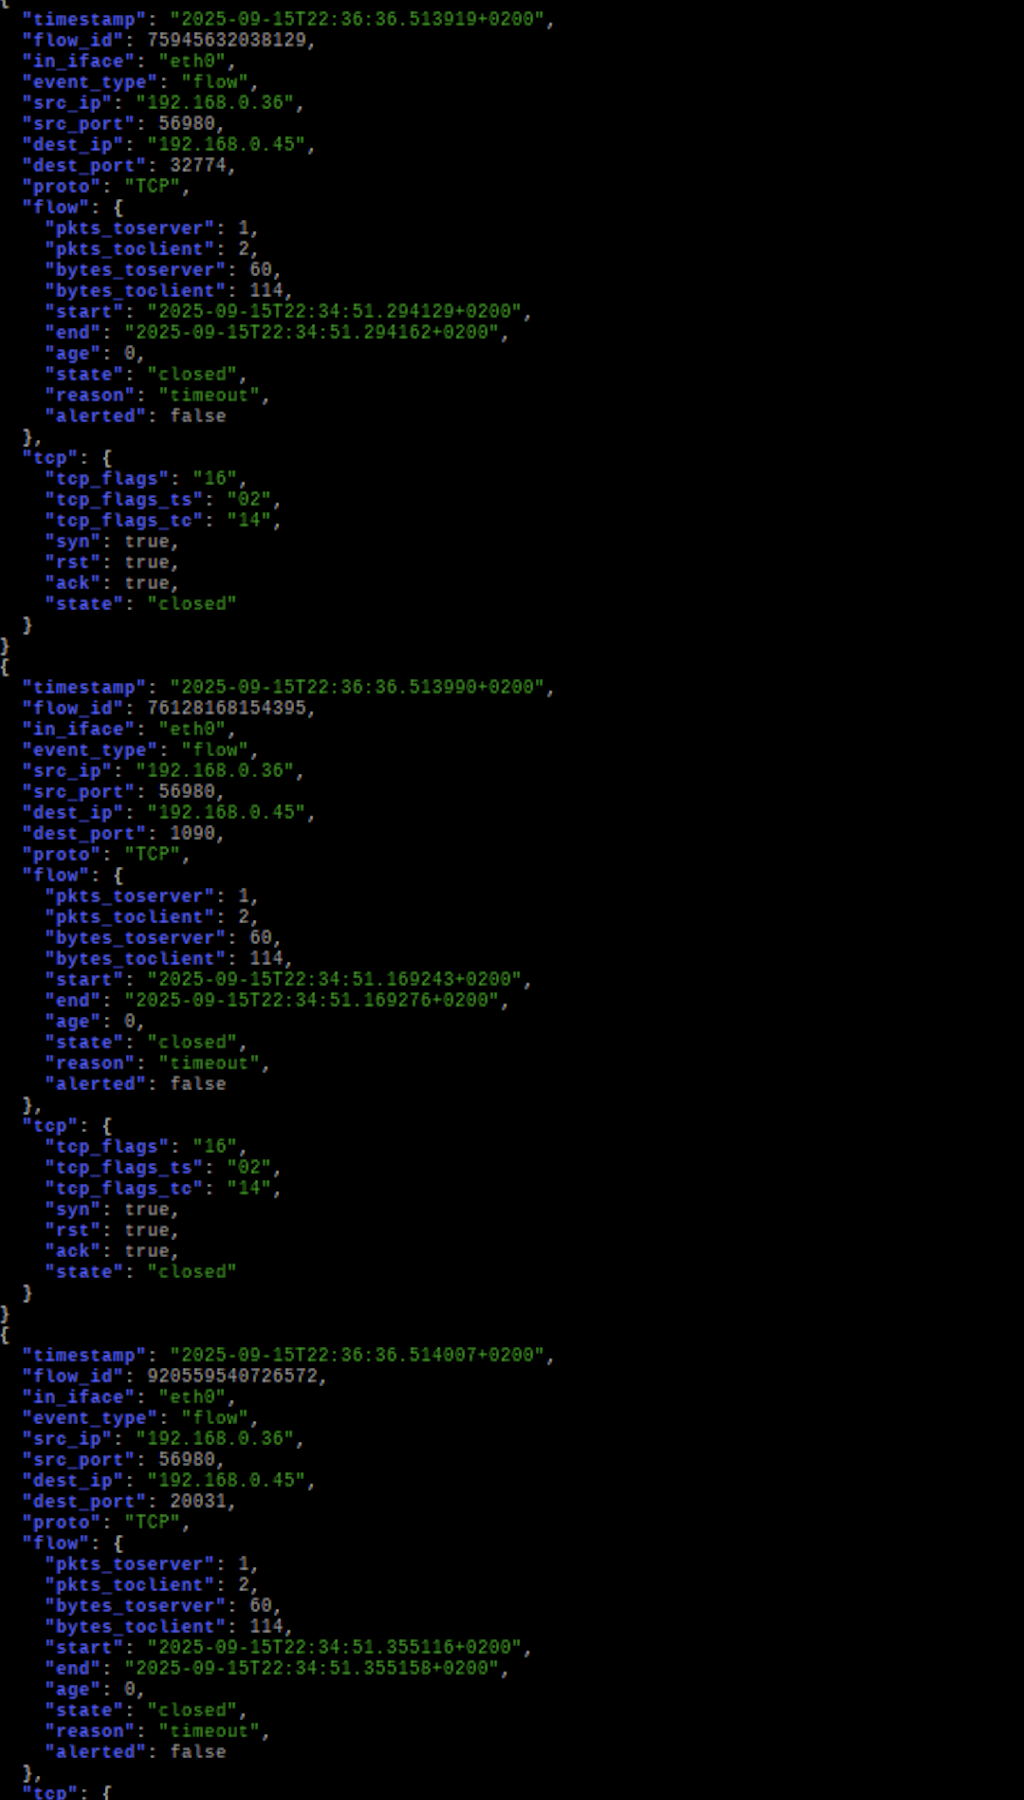 {
  "timestamp": "2025-09-15T22:36:36.513919+0200",
  "flow_id": 75945632038129,
  "in_iface": "eth0",
  "event_type": "flow",
  "src_ip": "192.168.0.36",
  "src_port": 56980,
  "dest_ip": "192.168.0.45",
  "dest_port": 32774,
  "proto": "TCP",
  "flow": {
    "pkts_toserver": 1,
    "pkts_toclient": 2,
    "bytes_toserver": 60,
    "bytes_toclient": 114,
    "start": "2025-09-15T22:34:51.294129+0200",
    "end": "2025-09-15T22:34:51.294162+0200",
    "age": 0,
    "state": "closed",
    "reason": "timeout",
    "alerted": false
  },
  "tcp": {
    "tcp_flags": "16",
    "tcp_flags_ts": "02",
    "tcp_flags_tc": "14",
    "syn": true,
    "rst": true,
    "ack": true,
    "state": "closed"
  }
}
{
  "timestamp": "2025-09-15T22:36:36.513990+0200",
  "flow_id": 76128168154395,
  "in_iface": "eth0",
  "event_type": "flow",
  "src_ip": "192.168.0.36",
  "src_port": 56980,
  "dest_ip": "192.168.0.45",
  "dest_port": 1090,
  "proto": "TCP",
  "flow": {
    "pkts_toserver": 1,
    "pkts_toclient": 2,
    "bytes_toserver": 60,
    "bytes_toclient": 114,
    "start": "2025-09-15T22:34:51.169243+0200",
    "end": "2025-09-15T22:34:51.169276+0200",
    "age": 0,
    "state": "closed",
    "reason": "timeout",
    "alerted": false
  },
  "tcp": {
    "tcp_flags": "16",
    "tcp_flags_ts": "02",
    "tcp_flags_tc": "14",
    "syn": true,
    "rst": true,
    "ack": true,
    "state": "closed"
  }
}
{
  "timestamp": "2025-09-15T22:36:36.514007+0200",
  "flow_id": 920559540726572,
  "in_iface": "eth0",
  "event_type": "flow",
  "src_ip": "192.168.0.36",
  "src_port": 56980,
  "dest_ip": "192.168.0.45",
  "dest_port": 20031,
  "proto": "TCP",
  "flow": {
    "pkts_toserver": 1,
    "pkts_toclient": 2,
    "bytes_toserver": 60,
    "bytes_toclient": 114,
    "start": "2025-09-15T22:34:51.355116+0200",
    "end": "2025-09-15T22:34:51.355158+0200",
    "age": 0,
    "state": "closed",
    "reason": "timeout",
    "alerted": false
  },
  "tcp": {